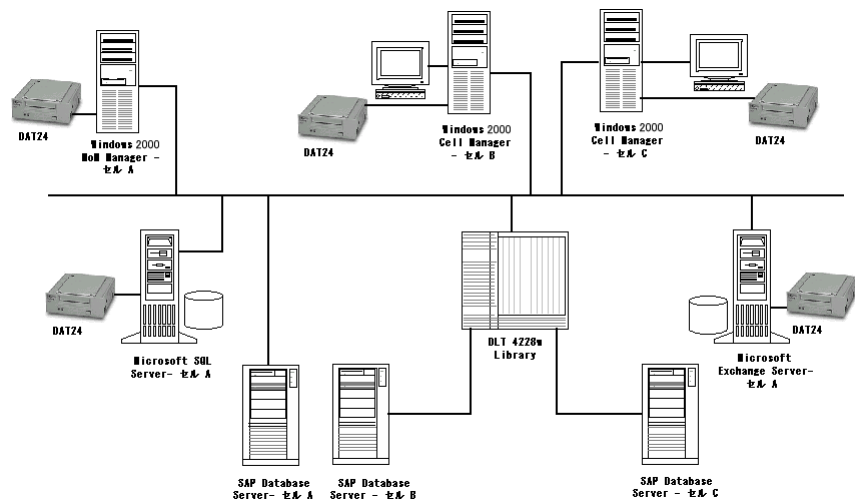 DAT24
Windows 2000
MoM Manager -
セル A
DAT24
Windows 2000
Cell Manager
- セル B
Windows 2000
Cell Manager
- セル C
DAT24
DAT24
Microsoft SQL
Server- セル A
DLT 4228w
Library
DAT24
Microsoft
Exchange Server-
セル A
SAP Database
Server- セル A
SAP Database
Server - セル B
SAP Database
Server - セル C